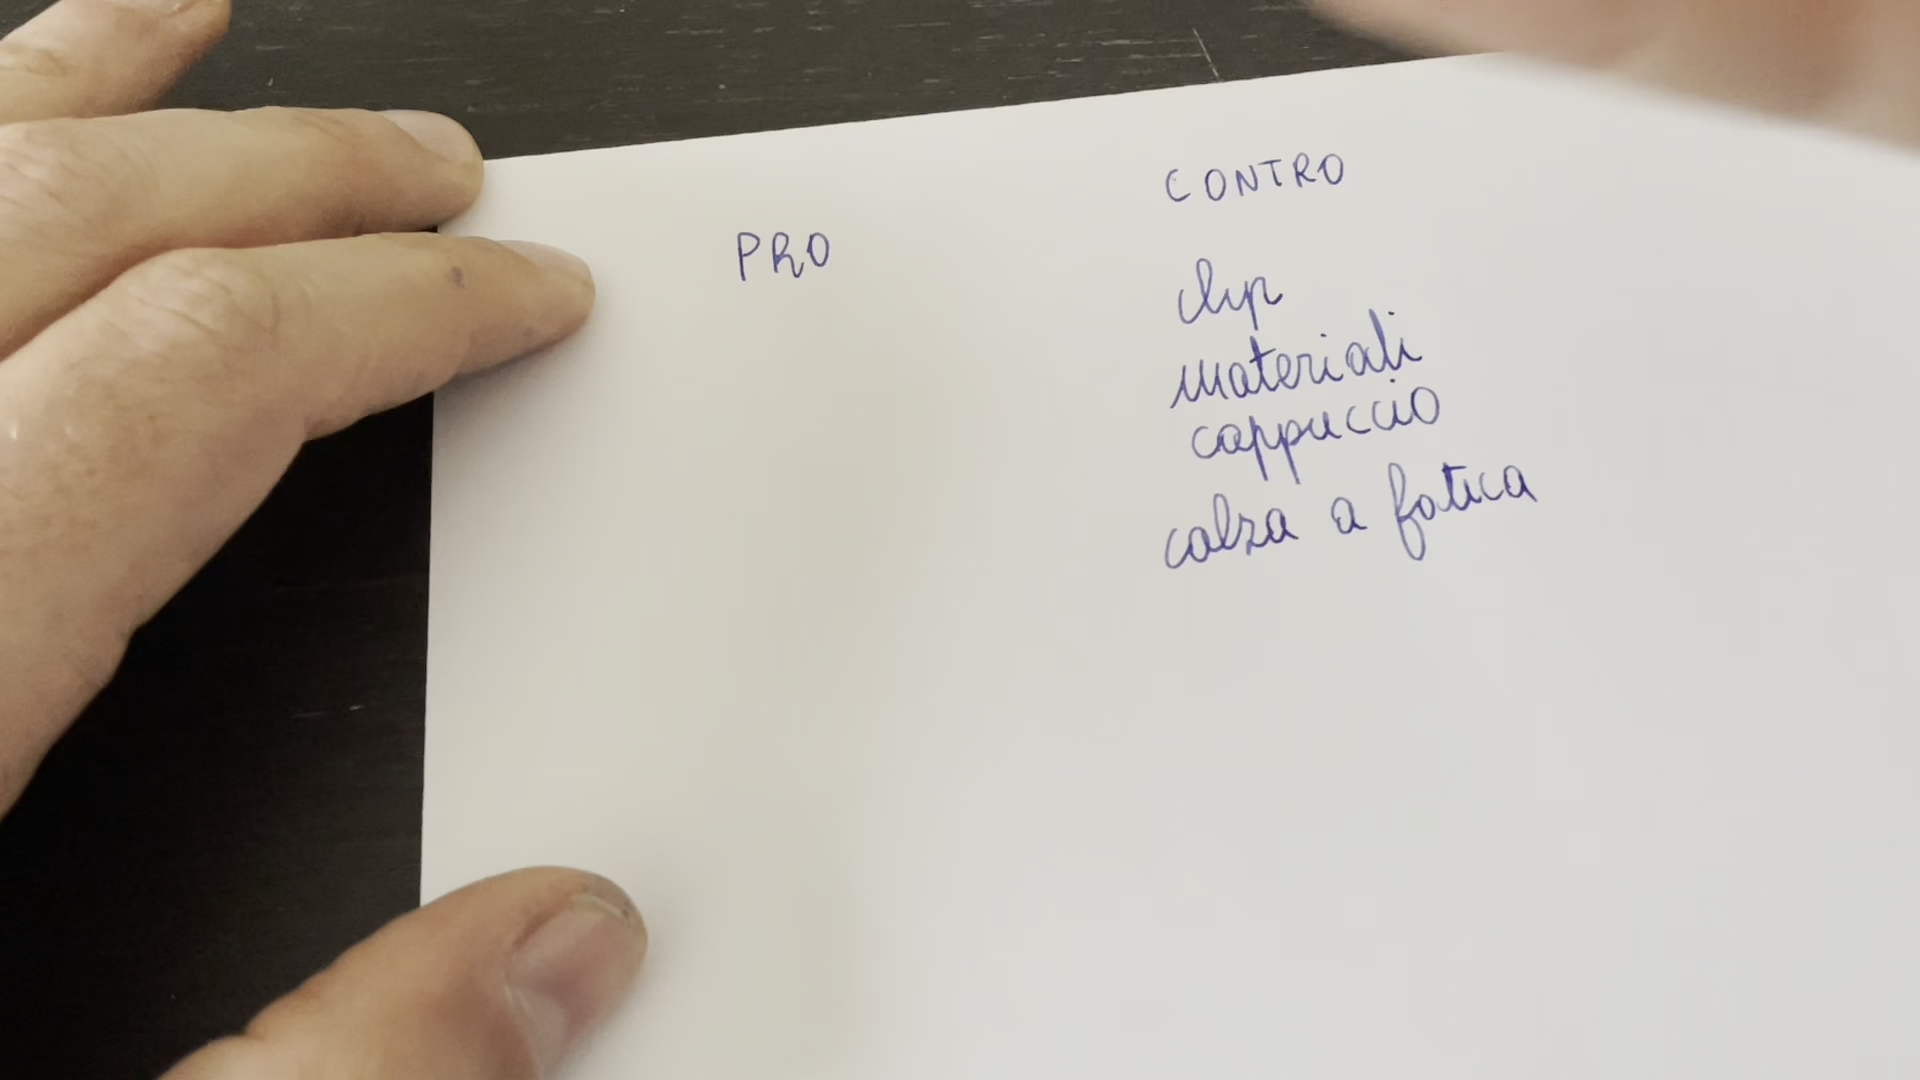 CONTRO
PRO
clip
materiali
cappuccio
calza a fatica